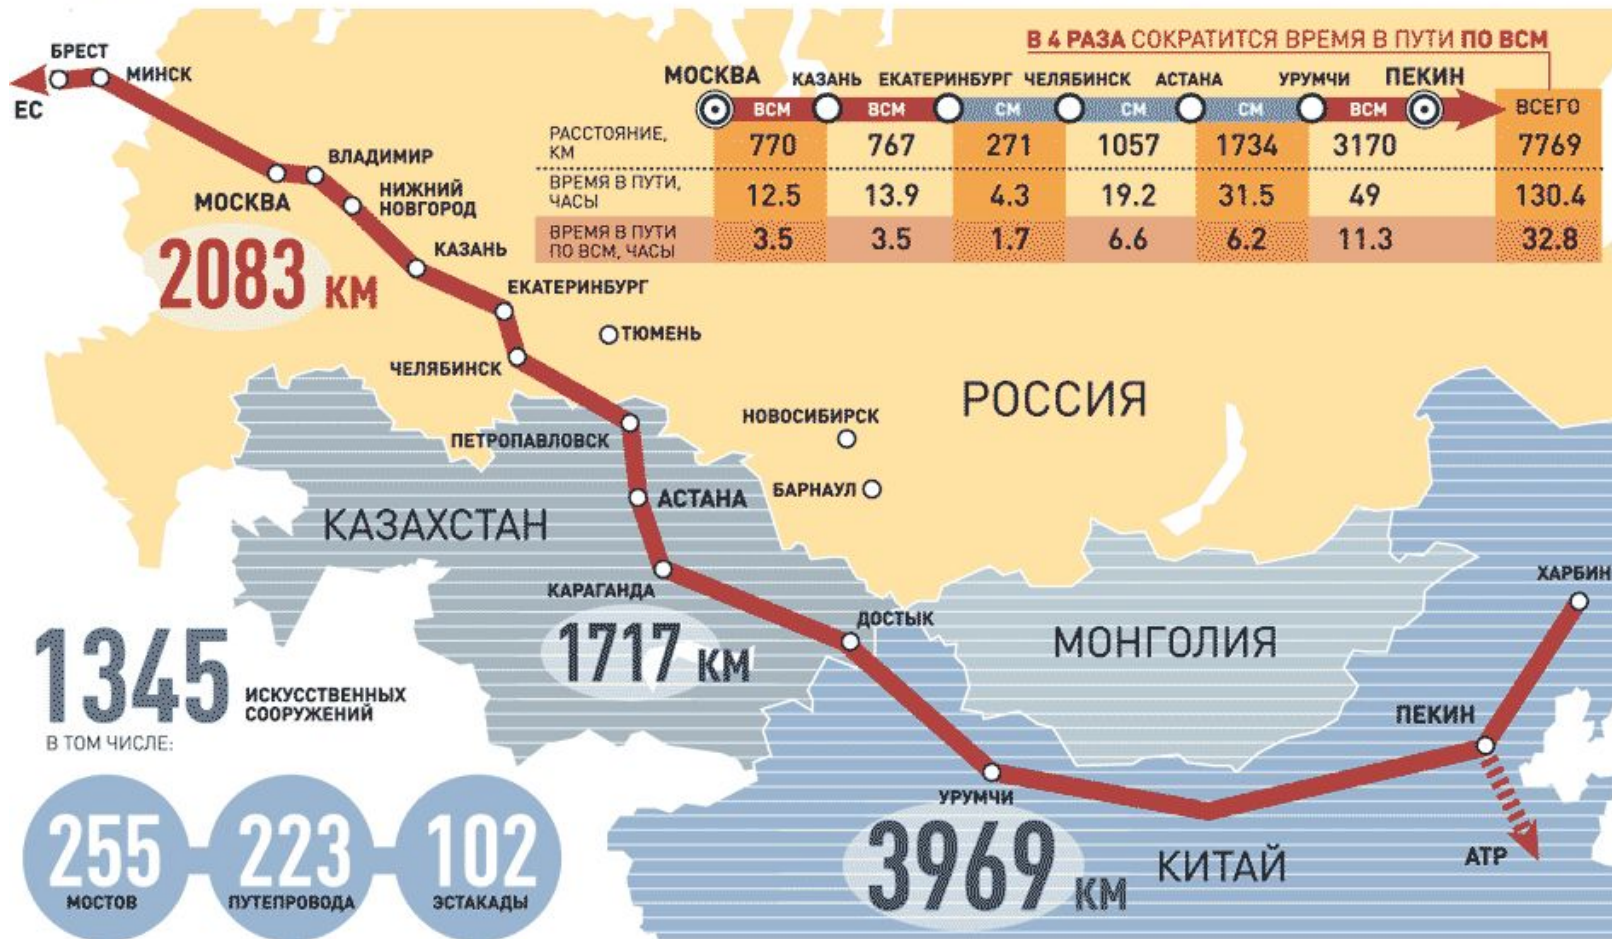 В 4 РАЗА СОКРАТИТСЯ ВРЕМЯ В ПУТИ ПО ВСМ
МОСКВА КАЗАНЬ ЕКАТЕРИНБУРГ ЧЕЛЯБИНСК АСТАНА УРУМЧИ ПЕКИН
ВСМ ВСМ СМ СМ СМ ВСМ ВСЕГО
РАССТОЯНИЕ,
КМ
770 767 271 1057 1734 3170 7769
ВРЕМЯ В ПУТИ,
ЧАСЫ
12.5 13.9 4.3 19.2 31.5 49 130.4
ВРЕМЯ В ПУТИ
ПО ВСМ, ЧАСЫ
3.5 3.5 1.7 6.6 6.2 11.3 32.8
БРЕСТ
МИНСК
ЕС
ВЛАДИМИР
МОСКВА
НИЖНИЙ
НОВГОРОД
2083 КМ
КАЗАНЬ
ЕКАТЕРИНБУРГ
ТЮМЕНЬ
ЧЕЛЯБИНСК
РОССИЯ
НОВОСИБИРСК
ПЕТРОПАВЛОВСК
БАРНАУЛ
АСТАНА
КАЗАХСТАН
КАРАГАНДА
ХАРБИН
ДОСТЫК
МОНГОЛИЯ
1717 КМ
ПЕКИН
УРУМЧИ
3969 КМ
КИТАЙ
АТР
1345 ИСКУССТВЕННЫХ
СООРУЖЕНИЙ
В ТОМ ЧИСЛЕ:
255 223 102
МОСТОВ ПУТЕПРОВОДА ЭСТАКАДЫ